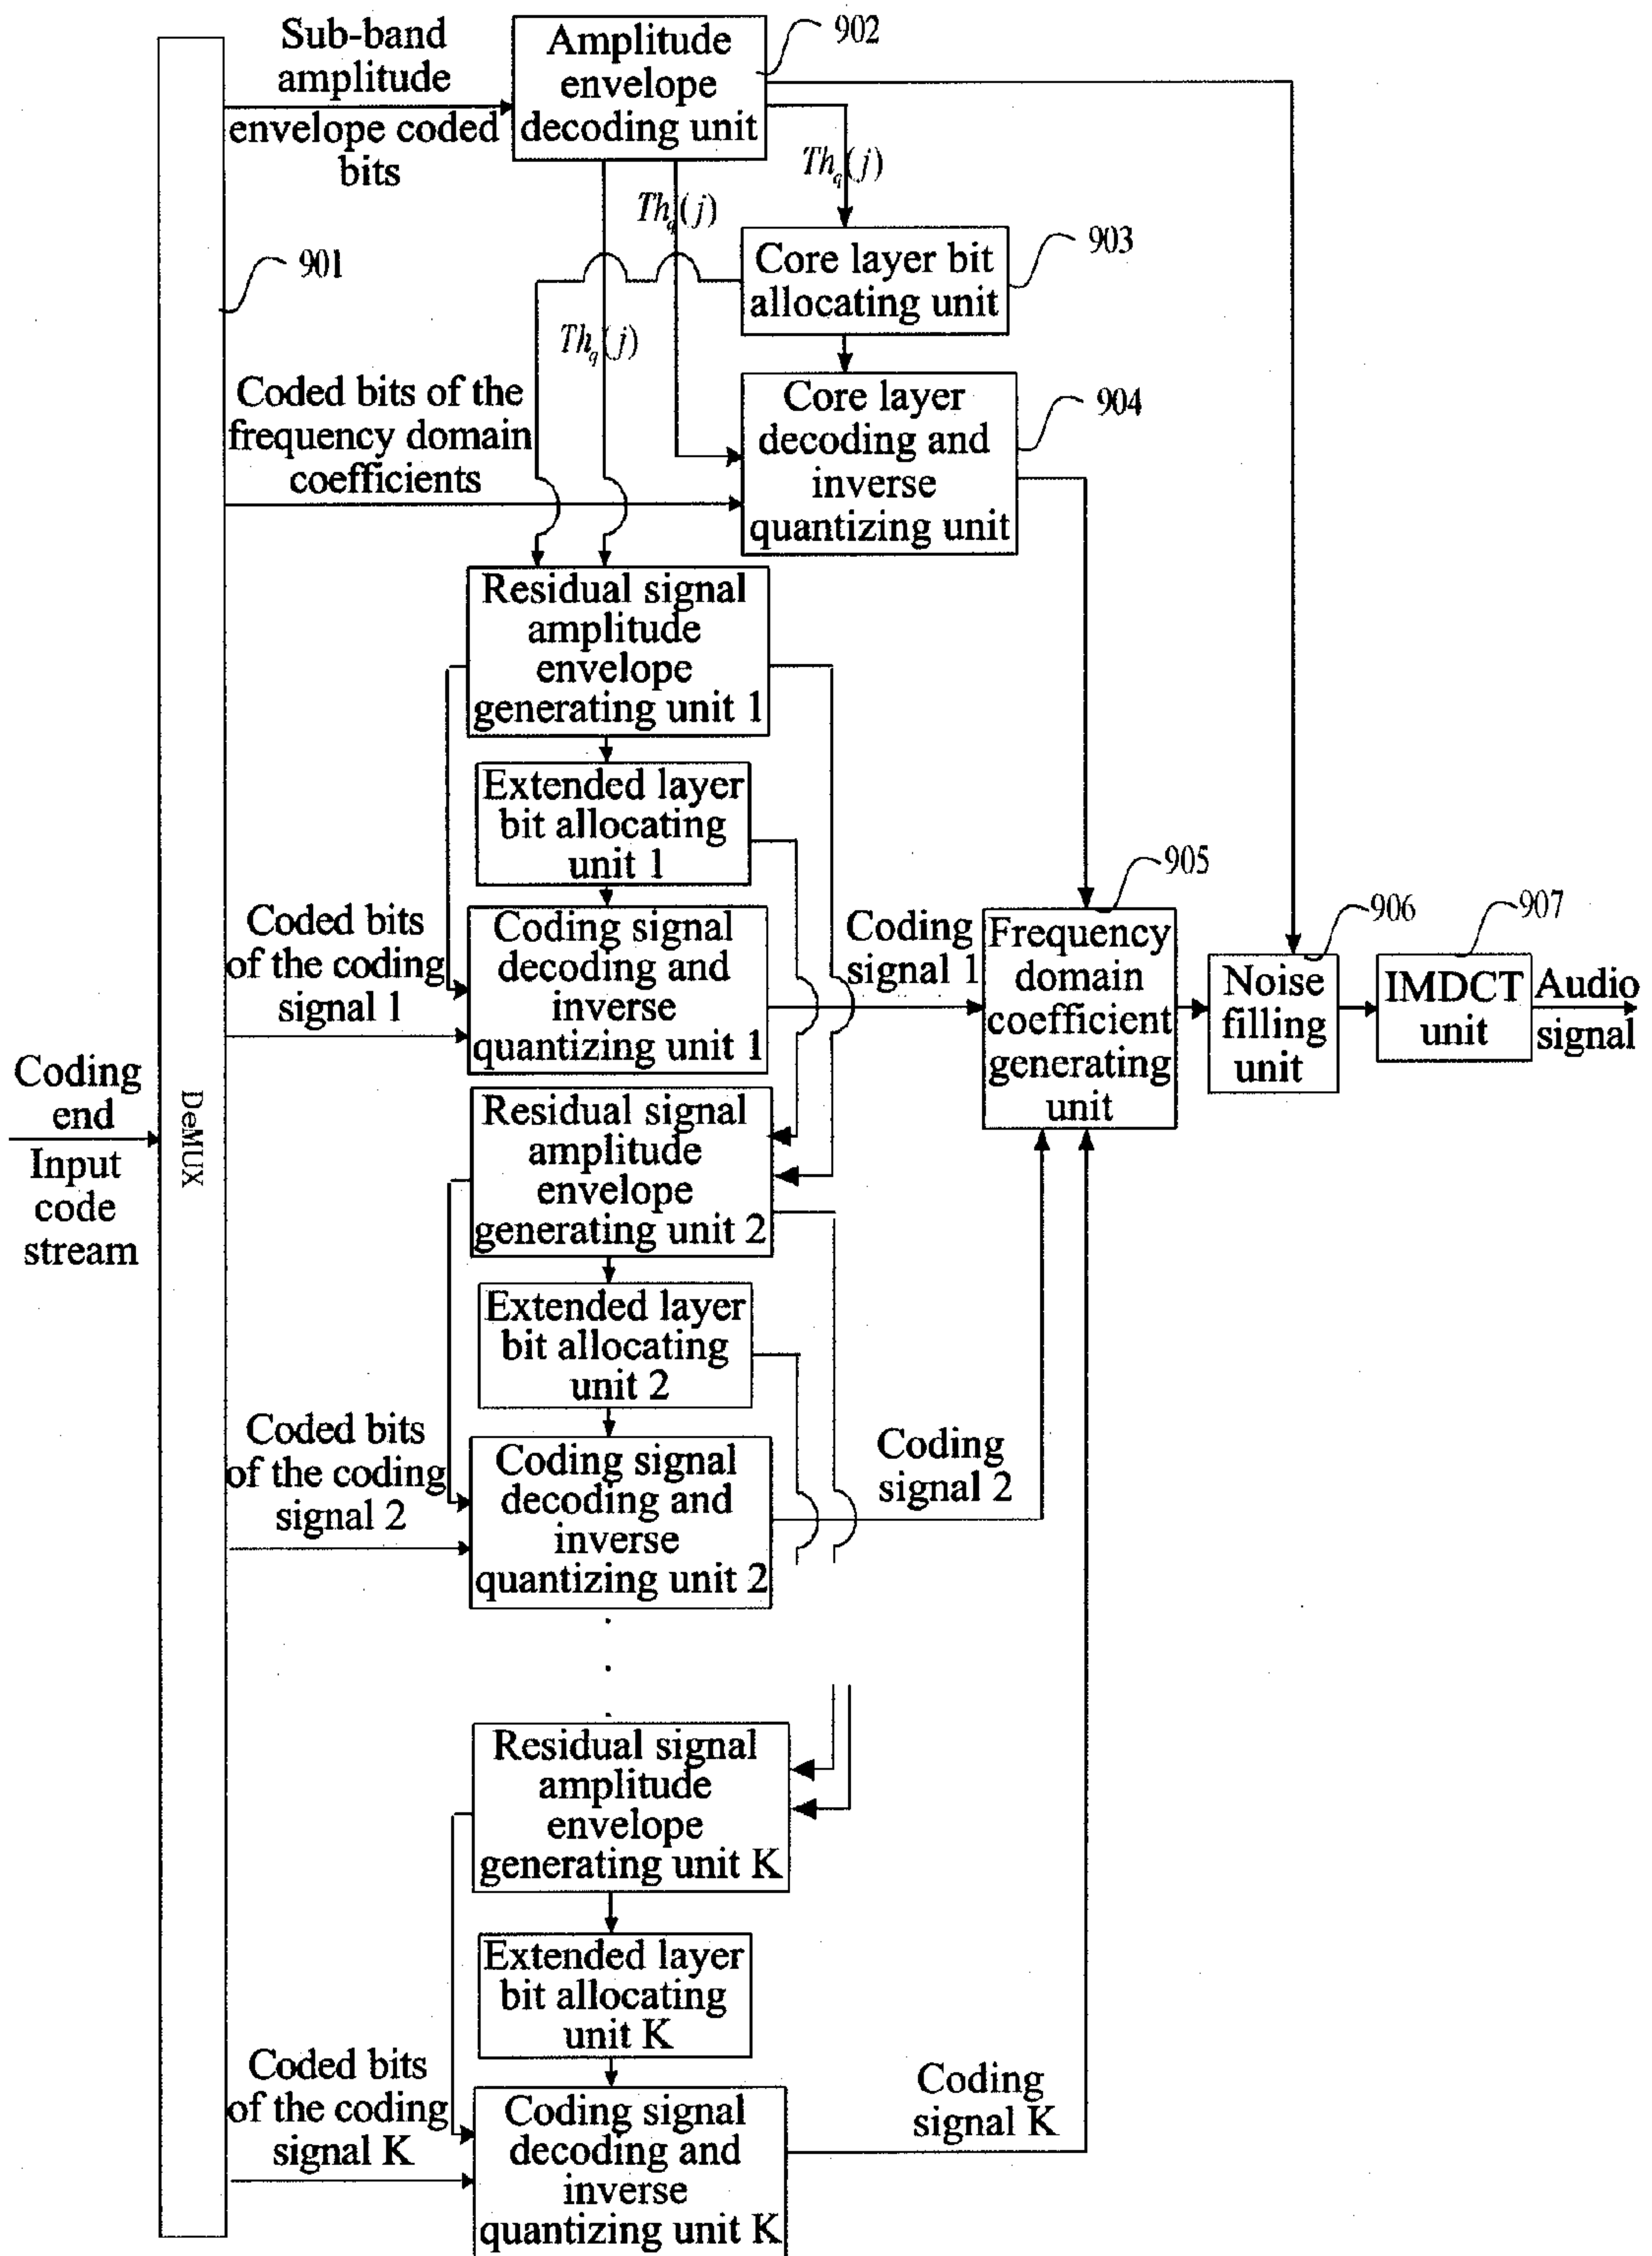 Sub-band
amplitude
envelope coded
bits
Amplitude
envelope
decoding unit
902
Th_q(j)
Th_q(j)
Th_q(j)
901
Core layer bit
allocating unit
903
Coded bits of the
frequency domain
coefficients
Core layer
decoding and
inverse
quantizing unit
904
Residual signal
amplitude
envelope
generating unit 1
Extended layer
bit allocating
unit 1
Coded bits
of the coding
signal 1
Coding signal
decoding and
inverse
quantizing unit 1
Coding
signal 1
Frequency
domain
coefficient
generating
unit
905
Noise
filling
unit
906
IMDCT
unit
907
Audio
signal
Coding
end
Input
code
stream
DeMUX
Residual signal
amplitude
envelope
generating unit 2
Extended layer
bit allocating
unit 2
Coded bits
of the coding
signal 2
Coding signal
decoding and
inverse
quantizing unit 2
Coding
signal 2
Residual signal
amplitude
envelope
generating unit K
Extended layer
bit allocating
unit K
Coded bits
of the coding
signal K
Coding signal
decoding and
inverse
quantizing unit K
Coding
signal K